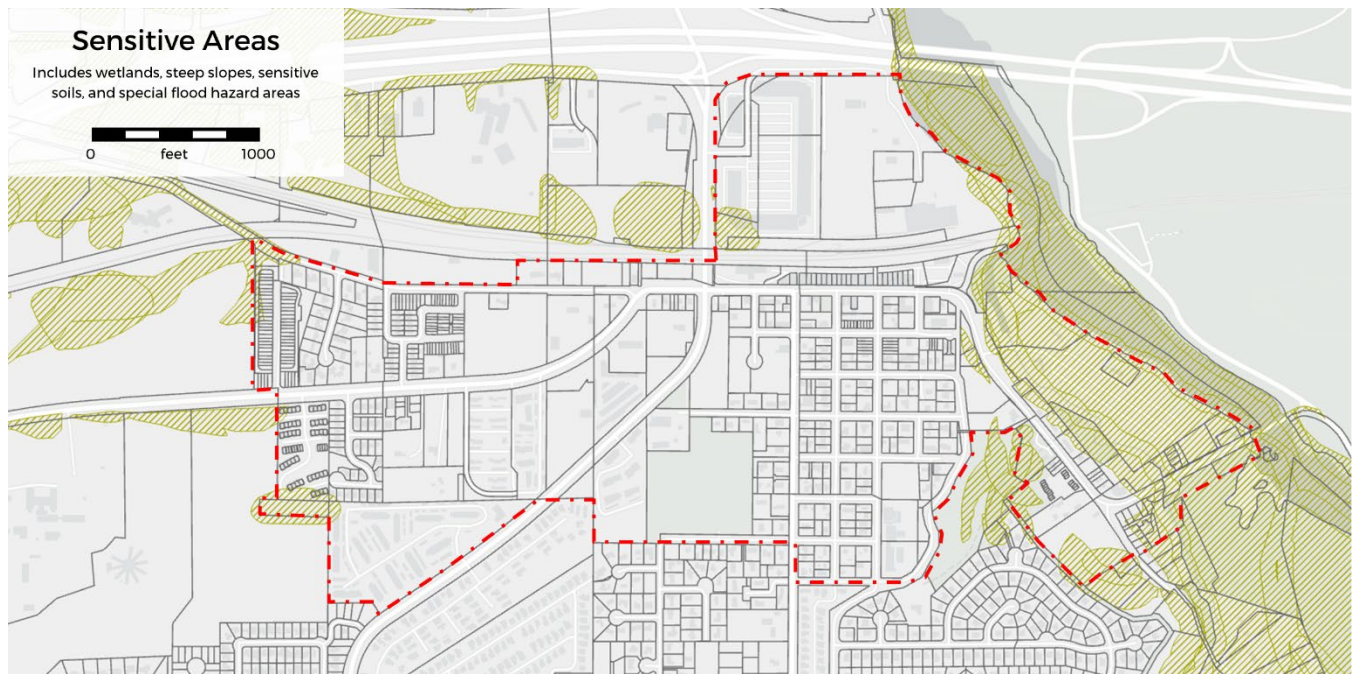 Sensitive Areas
Includes wetlands, steep slopes, sensitive
soils, and special flood hazard areas
0 feet 1000